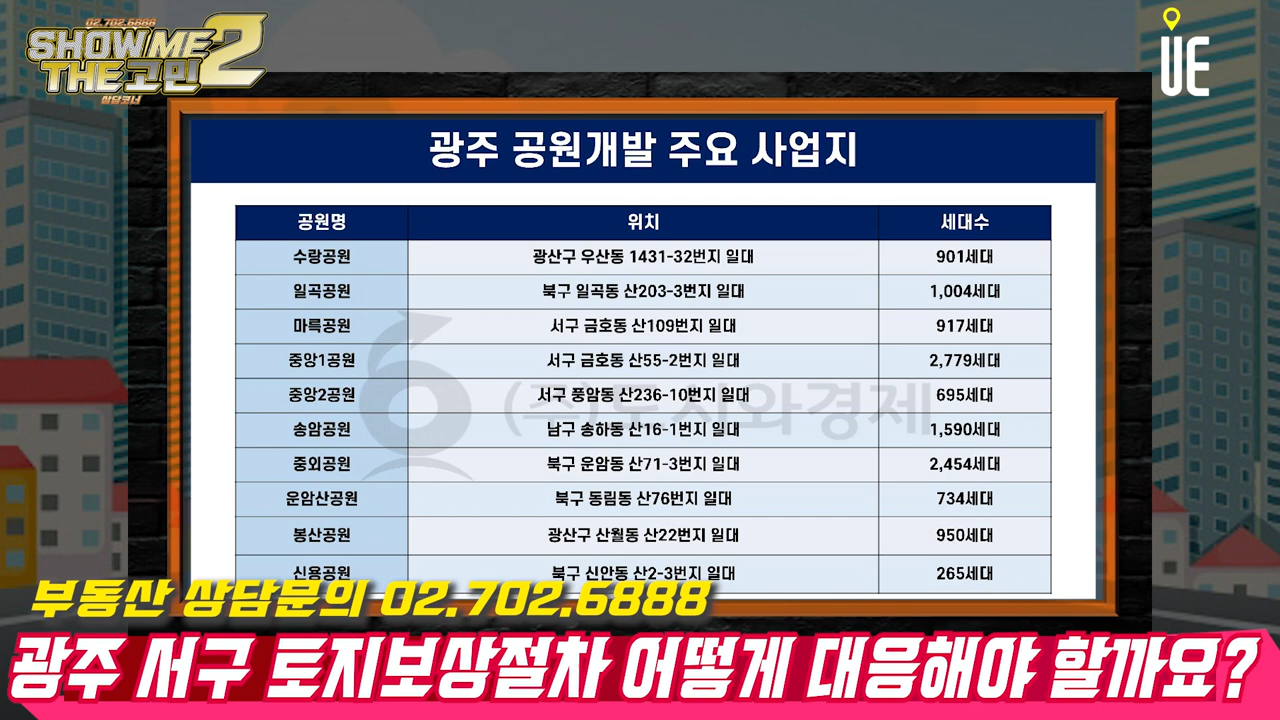 02.702.6888
SHOW ME
THE고민2
상담코너
UE
광주 공원개발 주요 사업지
공원명 위치 세대수
수랑공원 광산구 우산동 1431-32번지 일대 901세대
일곡공원 북구 일곡동 산203-3번지 일대 1,004세대
마륵공원 서구 금호동 산109번지 일대 917세대
중앙1공원 서구 금호동 산55-2번지 일대 2,779세대
중앙2공원 서구 풍암동 산236-10번지 일대 695세대
송암공원 남구 송하동 산16-1번지 일대 1,590세대
중외공원 북구 운암동 산71-3번지 일대 2,454세대
운암산공원 북구 동림동 산76번지 일대 734세대
봉산공원 광산구 산월동 산22번지 일대 950세대
신용공원 북구 신안동 산2-3번지 일대 265세대
(주)도시와경제
부동산 상담문의 02.702.6888
광주 서구 토지보상절차 어떻게 대응해야 할까요?